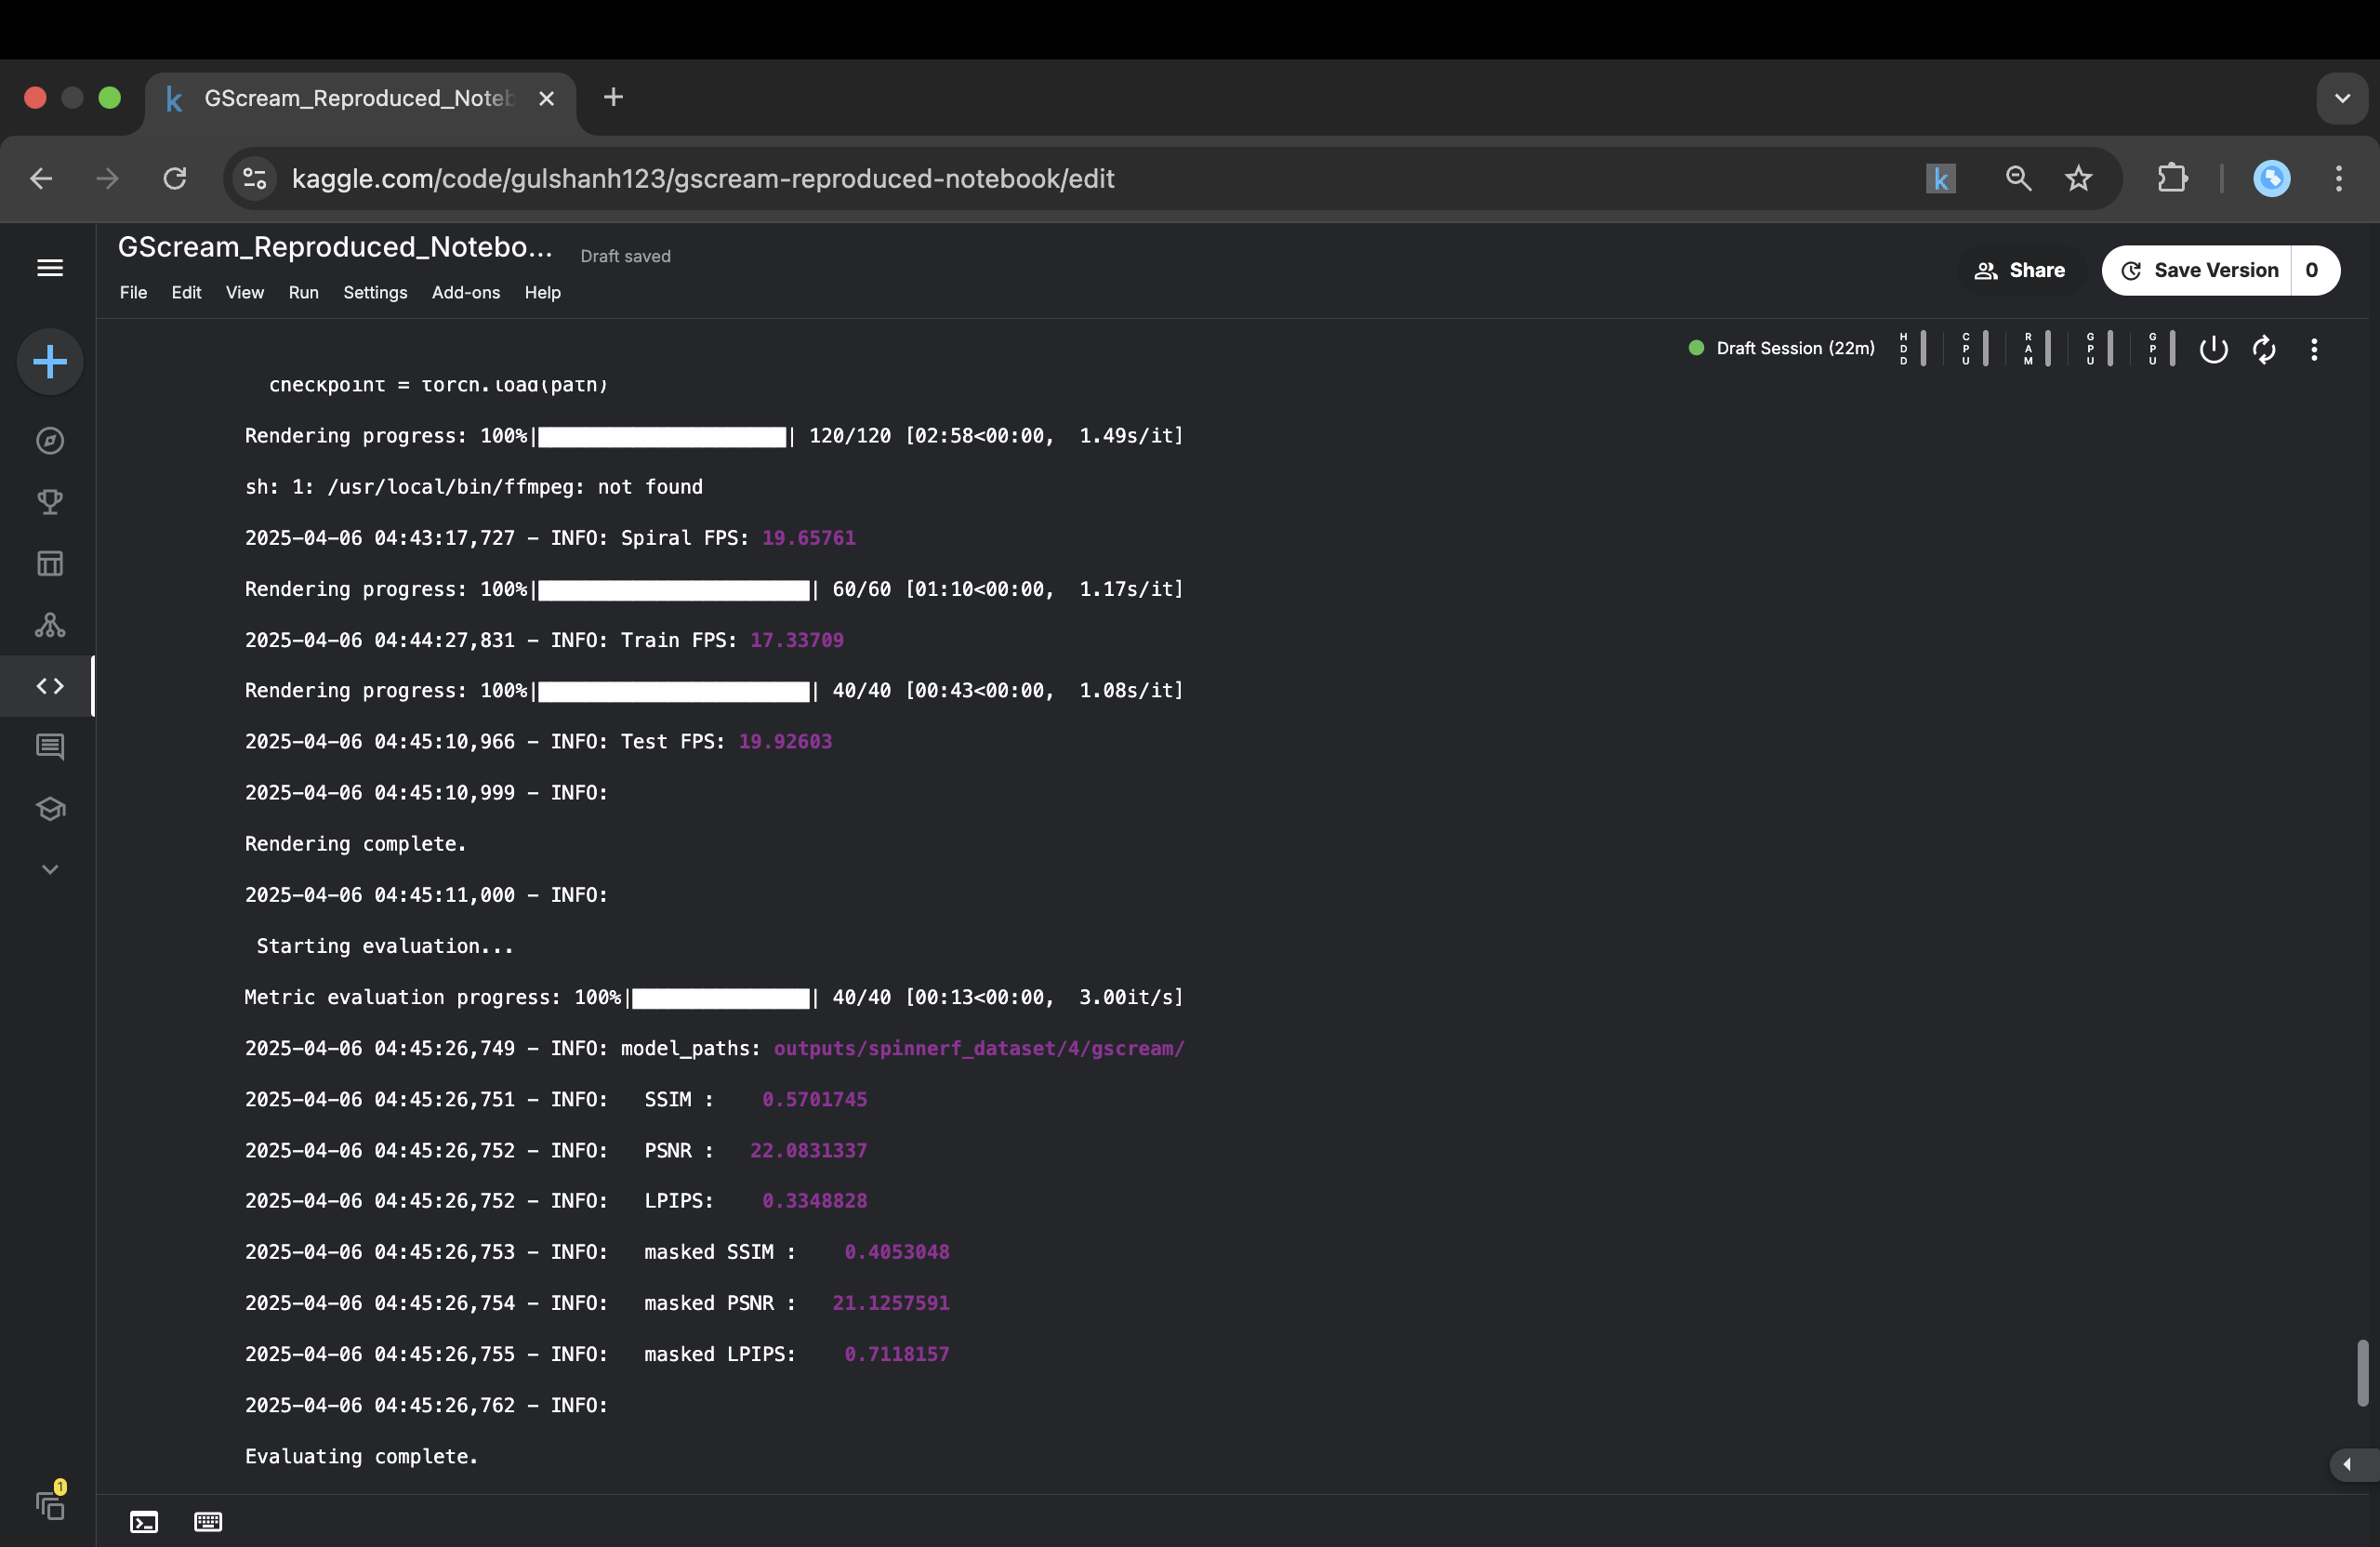 GScream_Reproduced_Noteb
kaggle.com/code/gulshanh123/gscream-reproduced-notebook/edit
GScream_Reproduced_Notebo...
Draft saved
Share
Save Version
0
File Edit View Run Settings Add-ons Help
Draft Session (22m)
HDD
CPU
RAM
GPU
GPU
checkpoint = torch.load(path)
Rendering progress: 100%| | 120/120 [02:58<00:00, 1.49s/it]
sh: 1: /usr/local/bin/ffmpeg: not found
2025-04-06 04:43:17,727 - INFO: Spiral FPS: 19.65761
Rendering progress: 100%| | 60/60 [01:10<00:00, 1.17s/it]
2025-04-06 04:44:27,831 - INFO: Train FPS: 17.33709
Rendering progress: 100%| | 40/40 [00:43<00:00, 1.08s/it]
2025-04-06 04:45:10,966 - INFO: Test FPS: 19.92603
2025-04-06 04:45:10,999 - INFO:
Rendering complete.
2025-04-06 04:45:11,000 - INFO:
Starting evaluation...
Metric evaluation progress: 100%| | 40/40 [00:13<00:00, 3.00it/s]
2025-04-06 04:45:26,749 - INFO: model_paths: outputs/spinnerf_dataset/4/gscream/
2025-04-06 04:45:26,751 - INFO: SSIM : 0.5701745
2025-04-06 04:45:26,752 - INFO: PSNR : 22.0831337
2025-04-06 04:45:26,752 - INFO: LPIPS: 0.3348828
2025-04-06 04:45:26,753 - INFO: masked SSIM : 0.4053048
2025-04-06 04:45:26,754 - INFO: masked PSNR : 21.1257591
2025-04-06 04:45:26,755 - INFO: masked LPIPS: 0.7118157
2025-04-06 04:45:26,762 - INFO:
Evaluating complete.
1